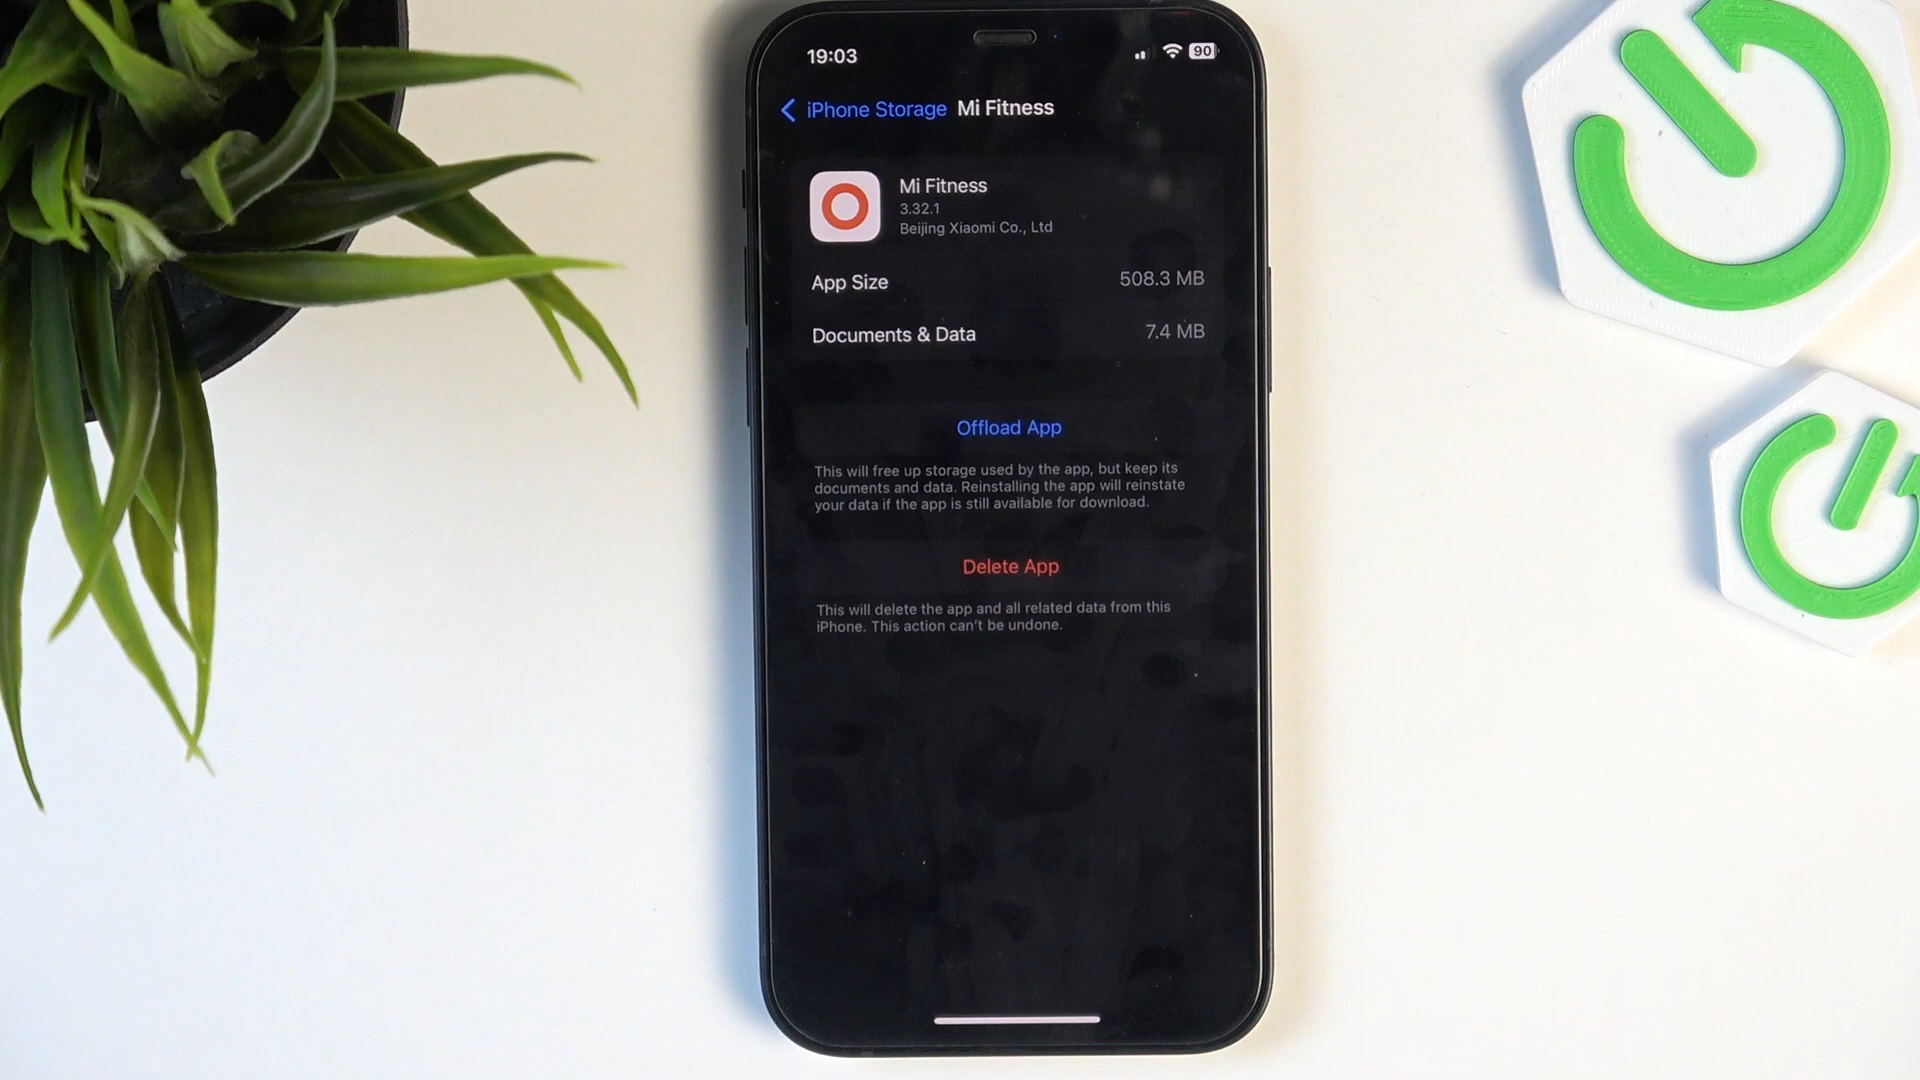 19:03
90
iPhone Storage Mi Fitness
Mi Fitness
3.32.1
Beijing Xiaomi Co., Ltd
App Size 508.3 MB
Documents & Data 7.4 MB
Offload App
This will free up storage used by the app, but keep its
documents and data. Reinstalling the app will reinstate
your data if the app is still available for download.
Delete App
This will delete the app and all related data from this
iPhone. This action can't be undone.